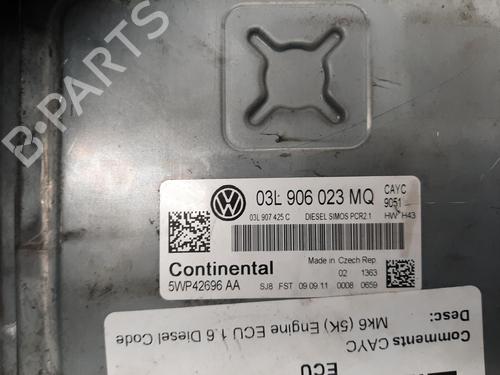 B-PARTS
03L 906 023 MQ
CAYC
9051
03L 907 425 C
DIESEL SIMOS PCR2.1
HW H43
Continental
5WP42696 AA
Made in Czech Rep
02 1363
SJ8 FST 09.09.11 0008 0659
Desc:
Mk6 (5K) Engine ECU 1.6 Diesel Code
Comments CAYC
ECU